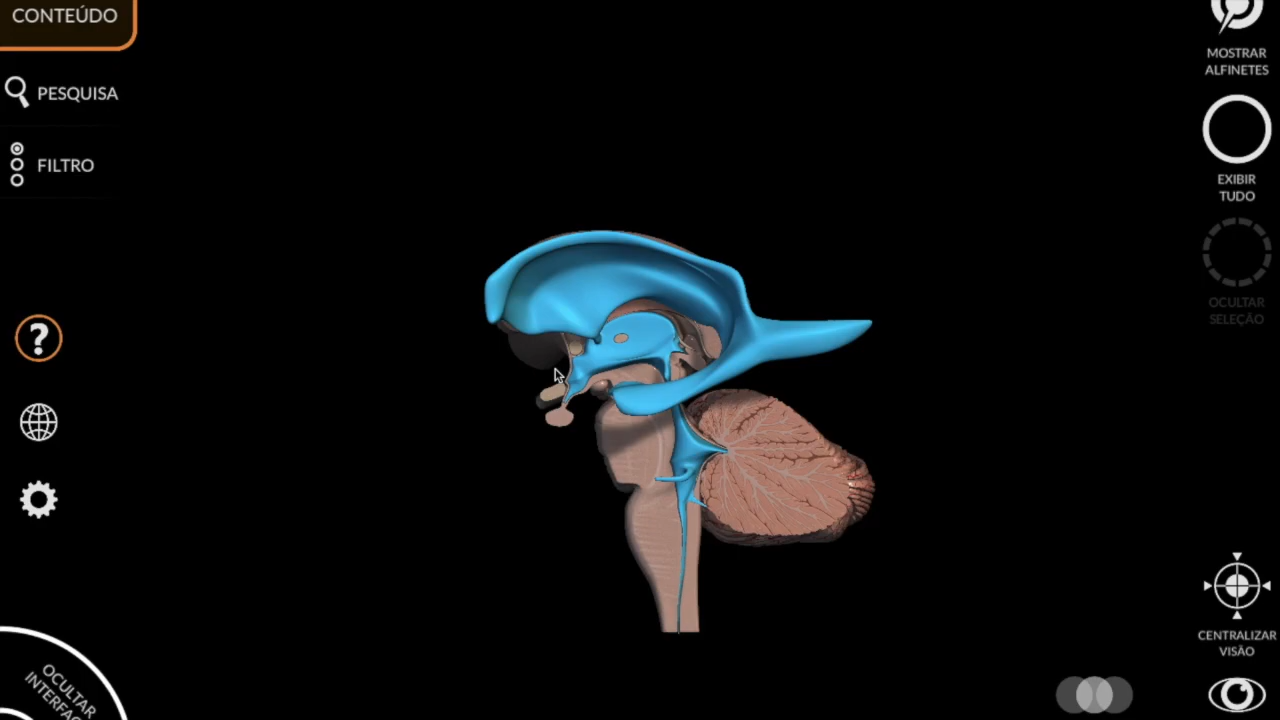 CONTEÚDO
PESQUISA
FILTRO
?
OCULTAR
MOSTRAR
ALFINETES
EXIBIR
TUDO
OCULTAR
SELEÇÃO
CENTRALIZAR
VISÃO